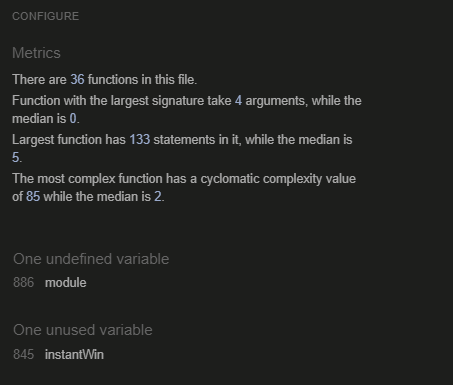 CONFIGURE
Metrics
There are 36 functions in this file.
Function with the largest signature take 4 arguments, while the
median is 0.
Largest function has 133 statements in it, while the median is
5.
The most complex function has a cyclomatic complexity value
of 85 while the median is 2.
One undefined variable
886 module
One unused variable
845 instantWin